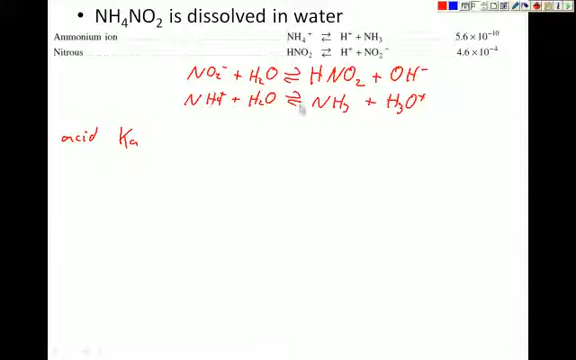 • NH₄NO₂ is dissolved in water
Ammonium ion NH₄⁺ ⇄ H⁺ + NH₃ 5.6 × 10⁻¹⁰
Nitrous HNO₂ ⇄ H⁺ + NO₂⁻ 4.6 × 10⁻⁴
NO₂⁻ + H₂O ⇌ HNO₂ + OH⁻
NH₄⁺ + H₂O ⇌ NH₃ + H₃O⁺
acid Ka